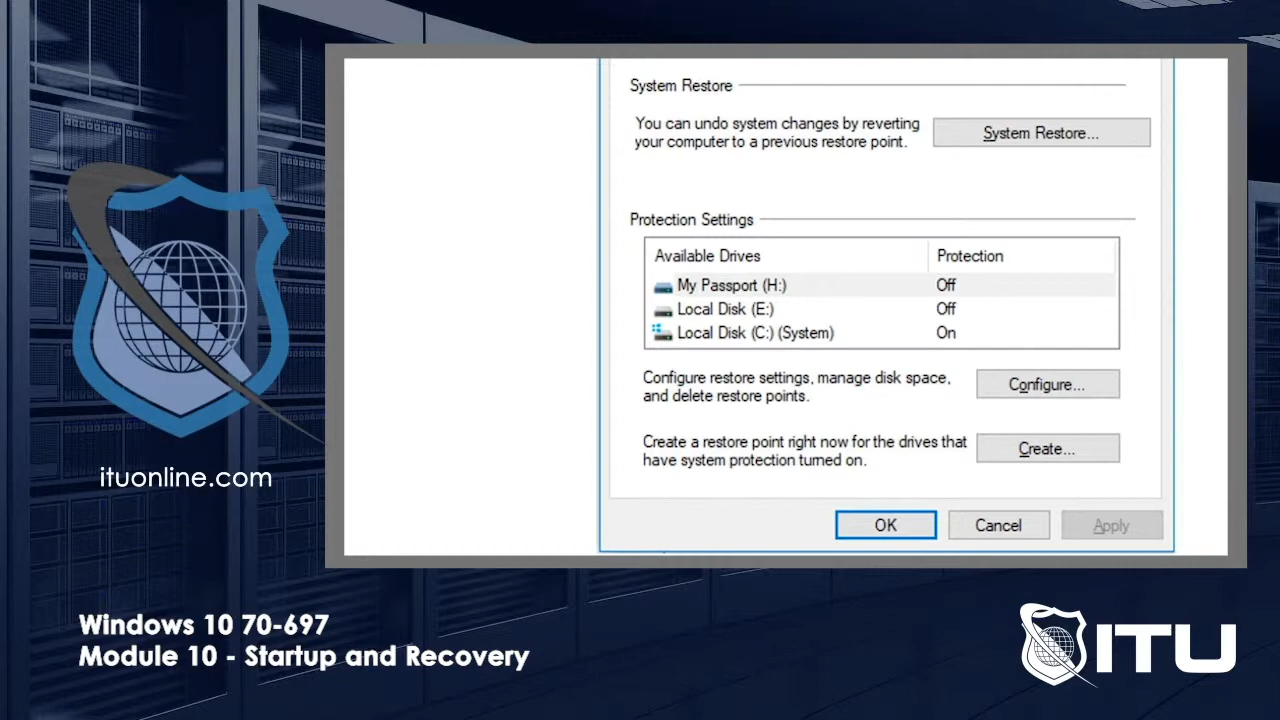 System Restore
You can undo system changes by reverting
your computer to a previous restore point.
System Restore...
Protection Settings
Available Drives
Protection
My Passport (H:)
Off
Local Disk (E:)
Off
Local Disk (C:) (System)
On
Configure restore settings, manage disk space,
and delete restore points.
Configure...
Create a restore point right now for the drives that
have system protection turned on.
Create...
OK
Cancel
Apply
ituonline.com
Windows 10 70-697
Module 10 - Startup and Recovery
ITU